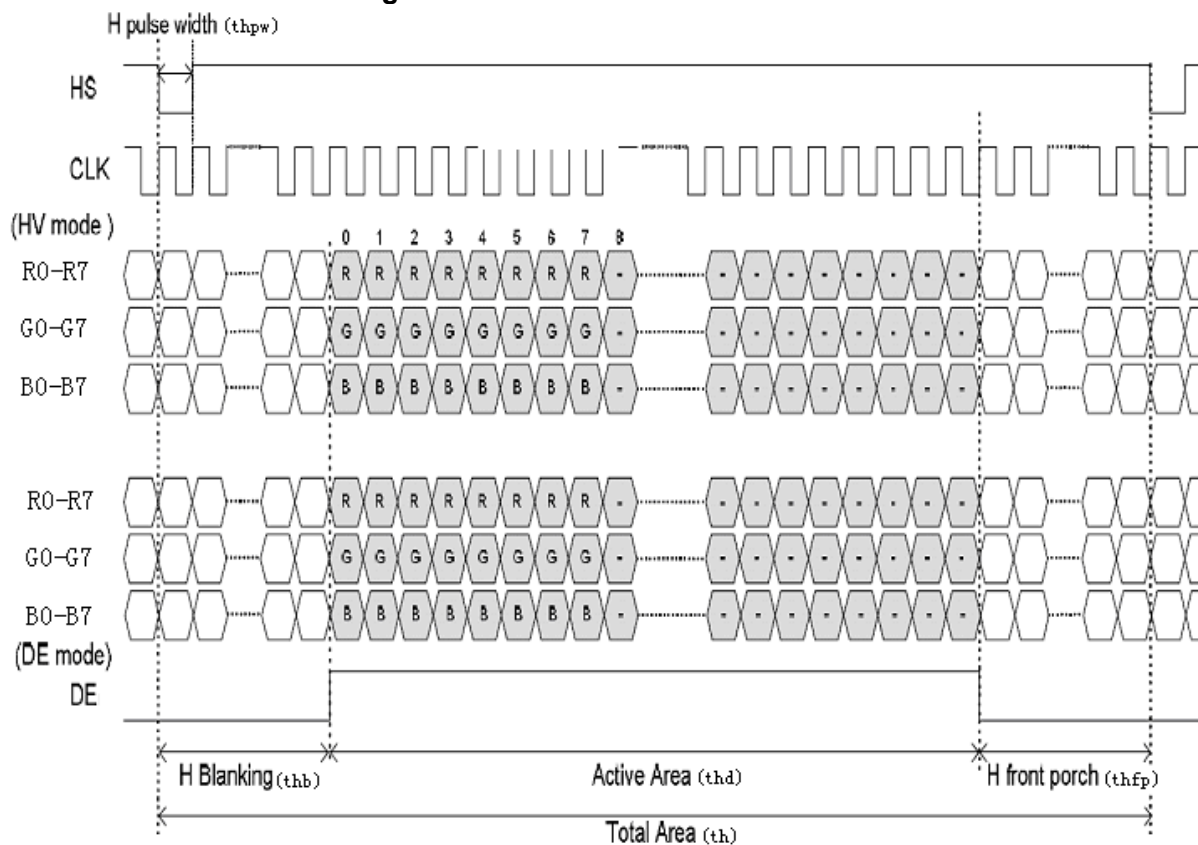 H pulse width (thpw)
HS
CLK
(HV mode )
0 1 2 3 4 5 6 7 8
R0-R7 R R R R R R R R - - - - - - - - -
G0-G7 G G G G G G G G - - - - - - - - -
B0-B7 B B B B B B B B - - - - - - - - -
R0-R7 R R R R R R R R - - - - - - - - -
G0-G7 G G G G G G G G - - - - - - - - -
B0-B7 B B B B B B B B - - - - - - - - -
(DE mode)
DE
H Blanking (thb) Active Area (thd) H front porch (thfp)
Total Area (th)